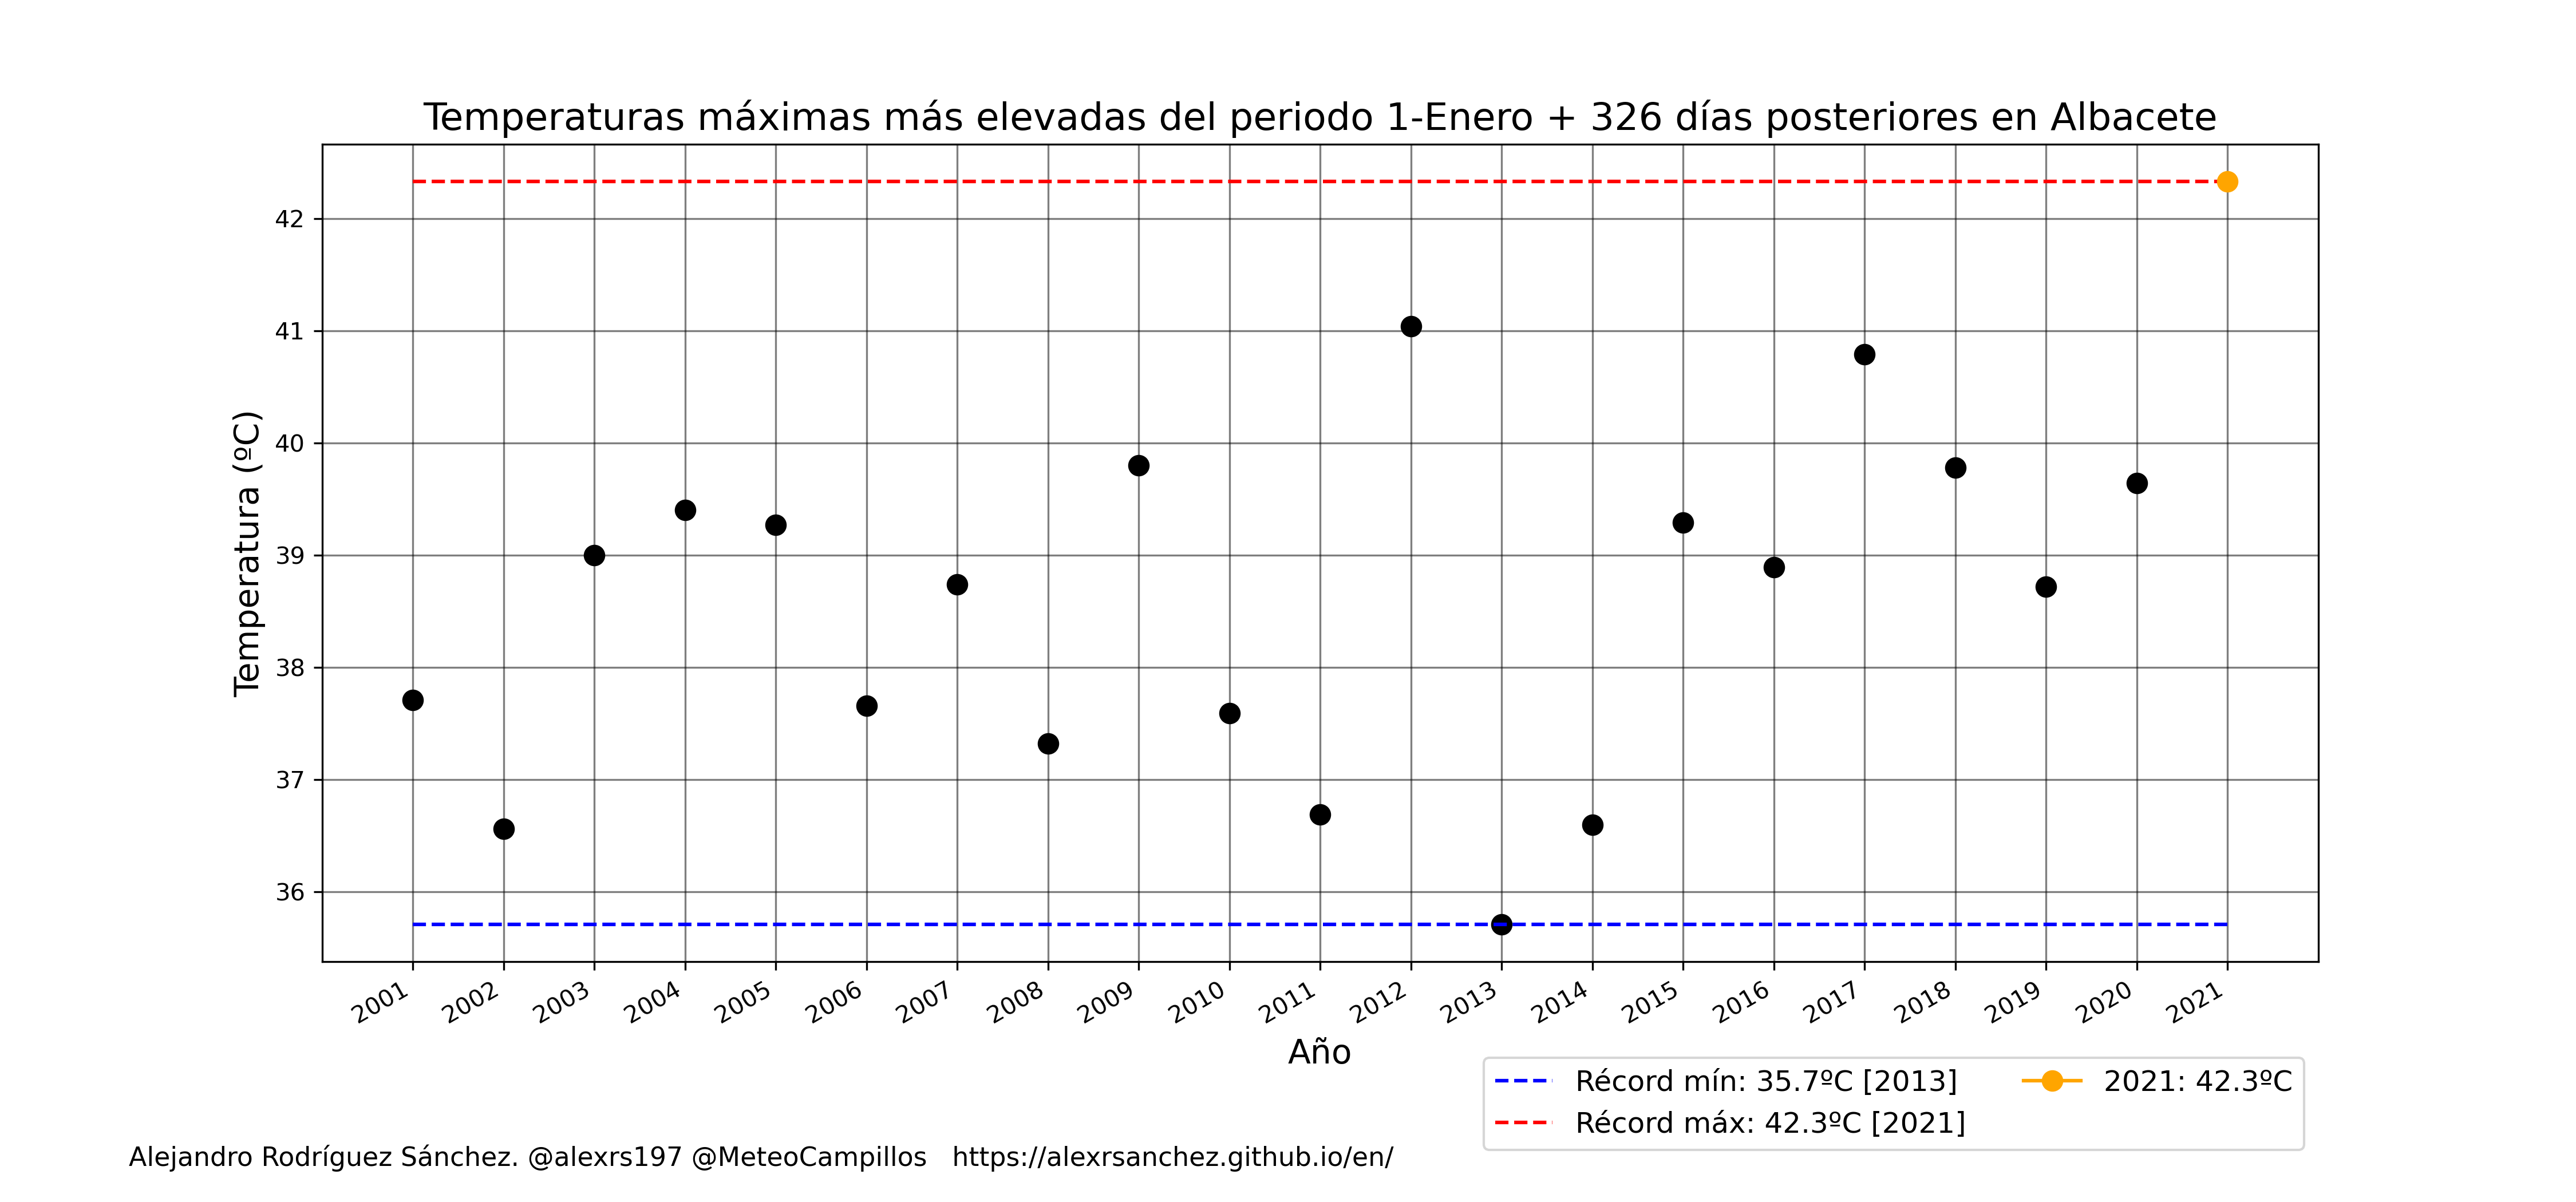 Temperaturas máximas más elevadas del periodo 1-Enero + 326 días posteriores en Albacete
Temperatura (ºC)
42
41
40
39
38
37
36
2001 2002 2003 2004 2005 2006 2007 2008 2009 2010 2011 2012 2013 2014 2015 2016 2017 2018 2019 2020 2021
Año
Récord mín: 35.7ºC [2013]
Récord máx: 42.3ºC [2021]
2021: 42.3ºC
Alejandro Rodríguez Sánchez. @alexrs197 @MeteoCampillos https://alexrsanchez.github.io/en/